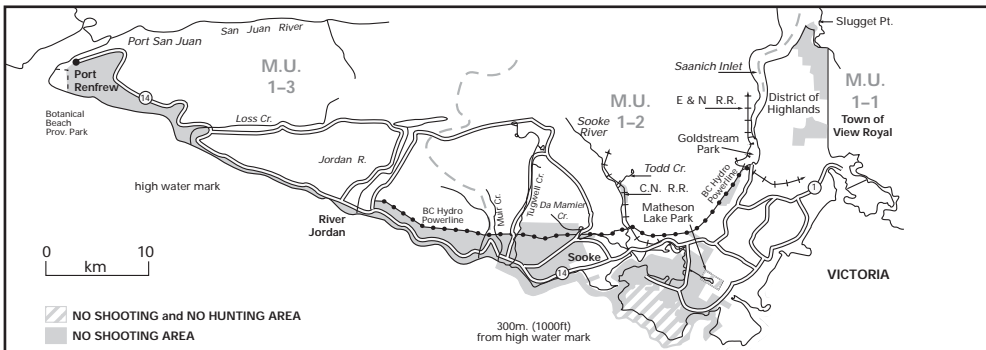 Slugget Pt.
San Juan River
Port San Juan
M.U.
1–3
Port
Renfrew
14
Botanical
Beach
Prov. Park
Loss Cr.
Jordan R.
high water mark
River
Jordan
BC Hydro
Powerline
Muir Cr.
Tugwell Cr.
Da Mamier
Cr.
Sooke
14
M.U.
1–2
Sooke
River
Todd Cr.
C.N. R.R.
Matheson
Lake Park
BC Hydro
Powerline
Saanich Inlet
E & N R.R.
Goldstream
Park
District of
Highlands
M.U.
1–1
Town of
View Royal
1
VICTORIA
0 10
km
NO SHOOTING and NO HUNTING AREA
NO SHOOTING AREA
300m. (1000ft)
from high water mark